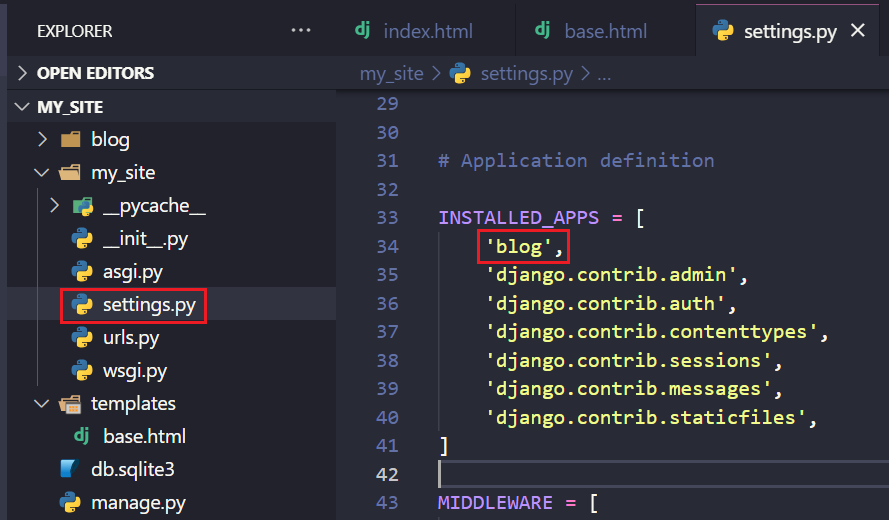 EXPLORER ...
OPEN EDITORS
MY_SITE
blog
my_site
__pycache__
__init__.py
asgi.py
settings.py
urls.py
wsgi.py
templates
dj base.html
db.sqlite3
manage.py
dj index.html dj base.html settings.py ×
my_site > settings.py > ...
29
30
31 # Application definition
32
33 INSTALLED_APPS = [
34 'blog',
35 'django.contrib.admin',
36 'django.contrib.auth',
37 'django.contrib.contenttypes',
38 'django.contrib.sessions',
39 'django.contrib.messages',
40 'django.contrib.staticfiles',
41 ]
42
43 MIDDLEWARE = [